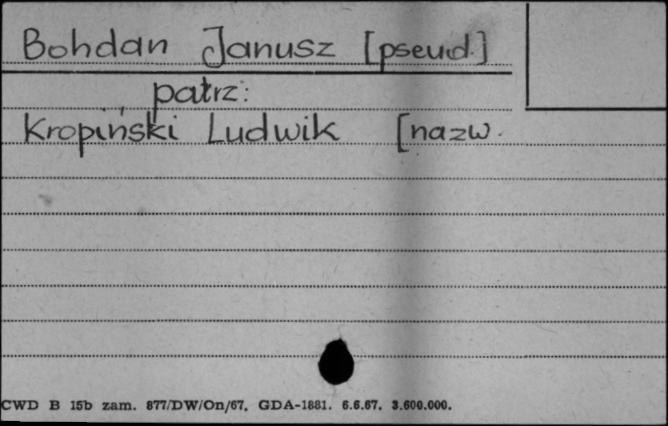 Bohdan Janusz [pseud.]
patrz:
Kropiński Ludwik [nazw.
CWD B 15b zam. 877/DW/On/67. GDA-1881. 6.6.67. 3.600.000.